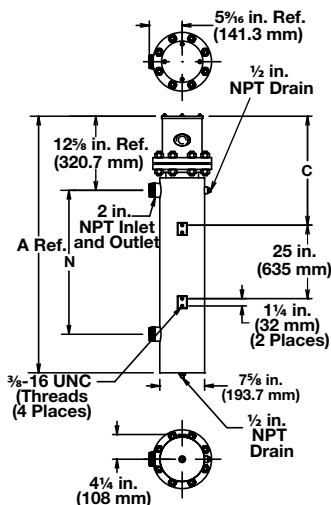 5 9⁄16 in. Ref.
(141.3 mm)
½ in.
NPT Drain
12⅝ in. Ref.
(320.7 mm)
C
2 in.
NPT Inlet
and Outlet
A Ref.
N
25 in.
(635 mm)
1¼ in.
(32 mm)
(2 Places)
⅜-16 UNC
(Threads
(4 Places)
7⅝ in.
(193.7 mm)
½ in.
NPT
Drain
4¼ in.
(108 mm)